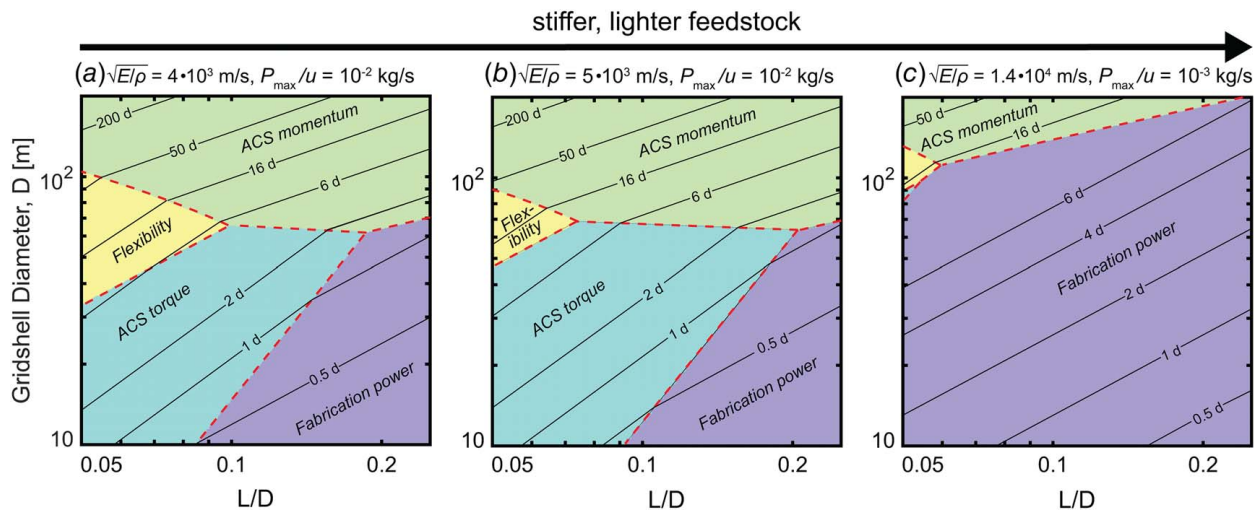 stiffer, lighter feedstock
(a) √E/ρ = 4•10³ m/s, P_max/u = 10⁻² kg/s
(b) √E/ρ = 5•10³ m/s, P_max/u = 10⁻² kg/s
(c) √E/ρ = 1.4•10⁴ m/s, P_max/u = 10⁻³ kg/s
Gridshell Diameter, D [m]
10²
10
200 d
50 d
ACS momentum
16 d
6 d
Flexibility
ACS torque
2 d
1 d
0.5 d
Fabrication power
0.05
0.1
0.2
L/D
10²
10
200 d
50 d
ACS momentum
16 d
6 d
Flex-
ibility
ACS torque
2 d
1 d
0.5 d
Fabrication power
0.05
0.1
0.2
L/D
10²
10
50 d
ACS momentum
16 d
6 d
4 d
Fabrication power
2 d
1 d
0.5 d
0.05
0.1
0.2
L/D